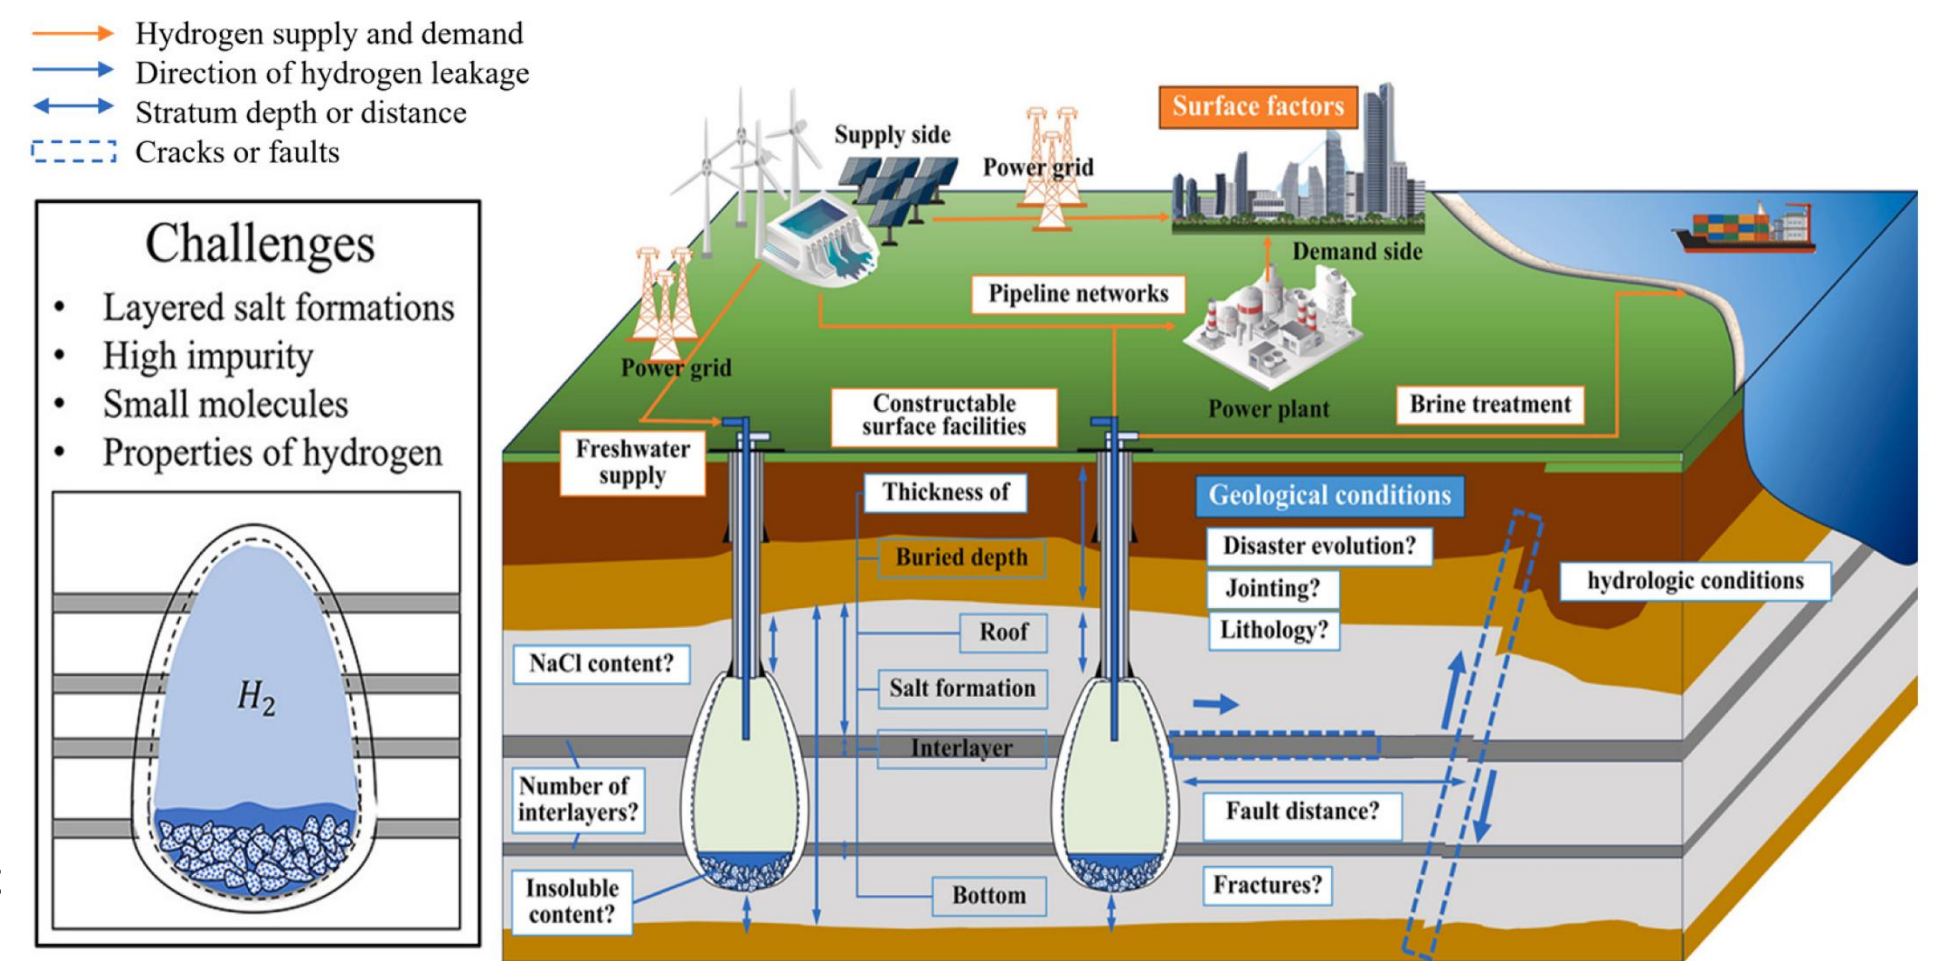 Hydrogen supply and demand
Direction of hydrogen leakage
Stratum depth or distance
Cracks or faults
Challenges
• Layered salt formations
• High impurity
• Small molecules
• Properties of hydrogen
H₂
Surface factors
Supply side
Power grid
Demand side
Pipeline networks
Power grid
Power plant
Constructable
surface facilities
Brine treatment
Freshwater
supply
Thickness of
Geological conditions
Buried depth
Disaster evolution?
Jointing?
hydrologic conditions
Roof
Lithology?
NaCl content?
Salt formation
Interlayer
Number of
interlayers?
Fault distance?
Insoluble
content?
Bottom
Fractures?
: